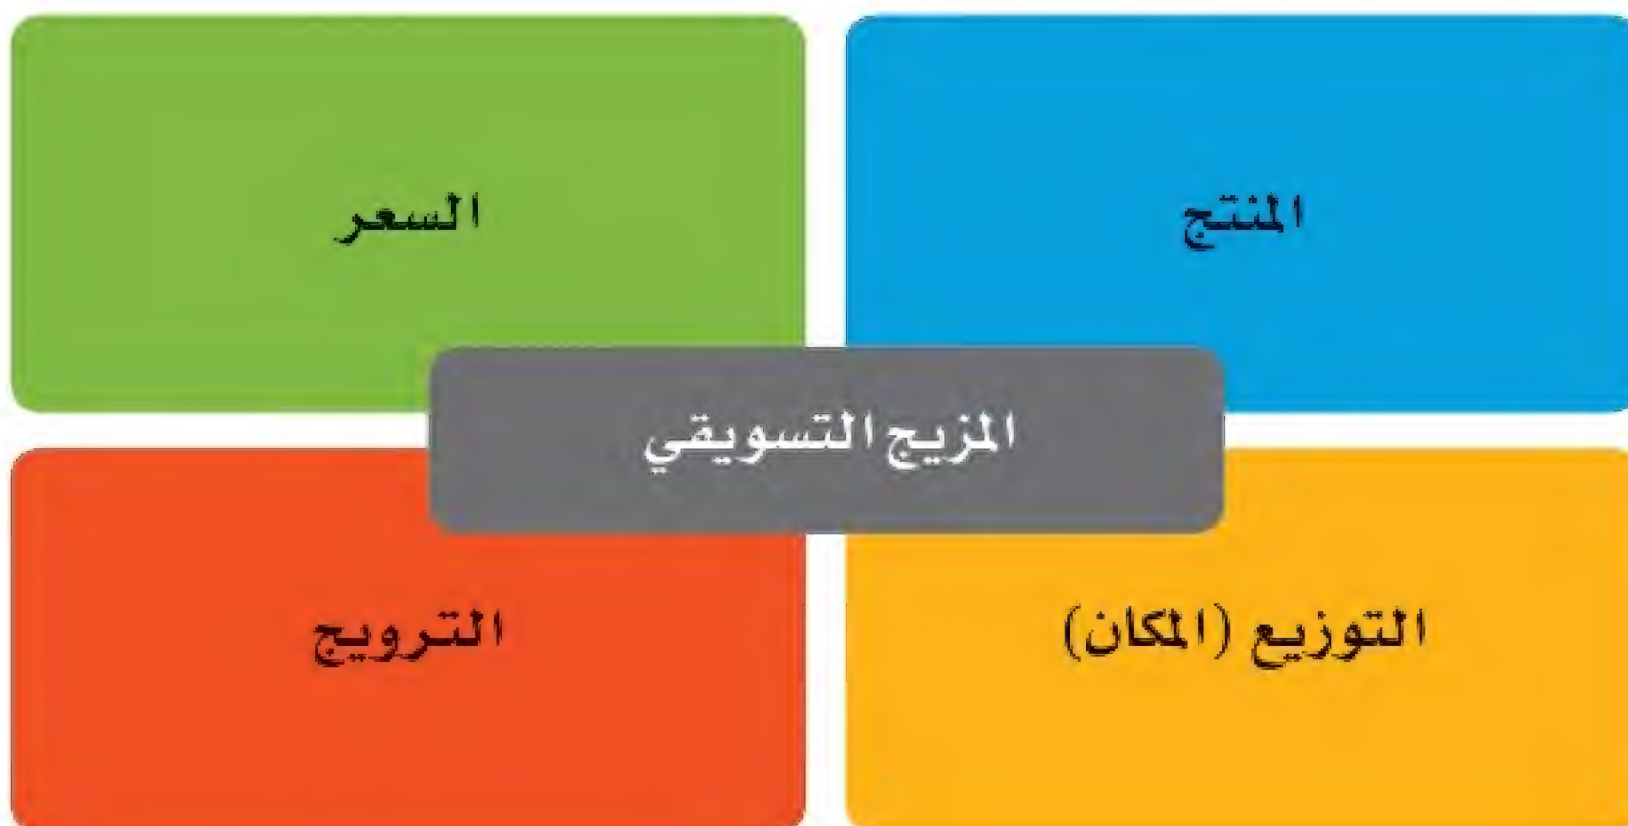 المنتج
السعر
المزيج التسويقي
التوزيع (المكان)
الترويج